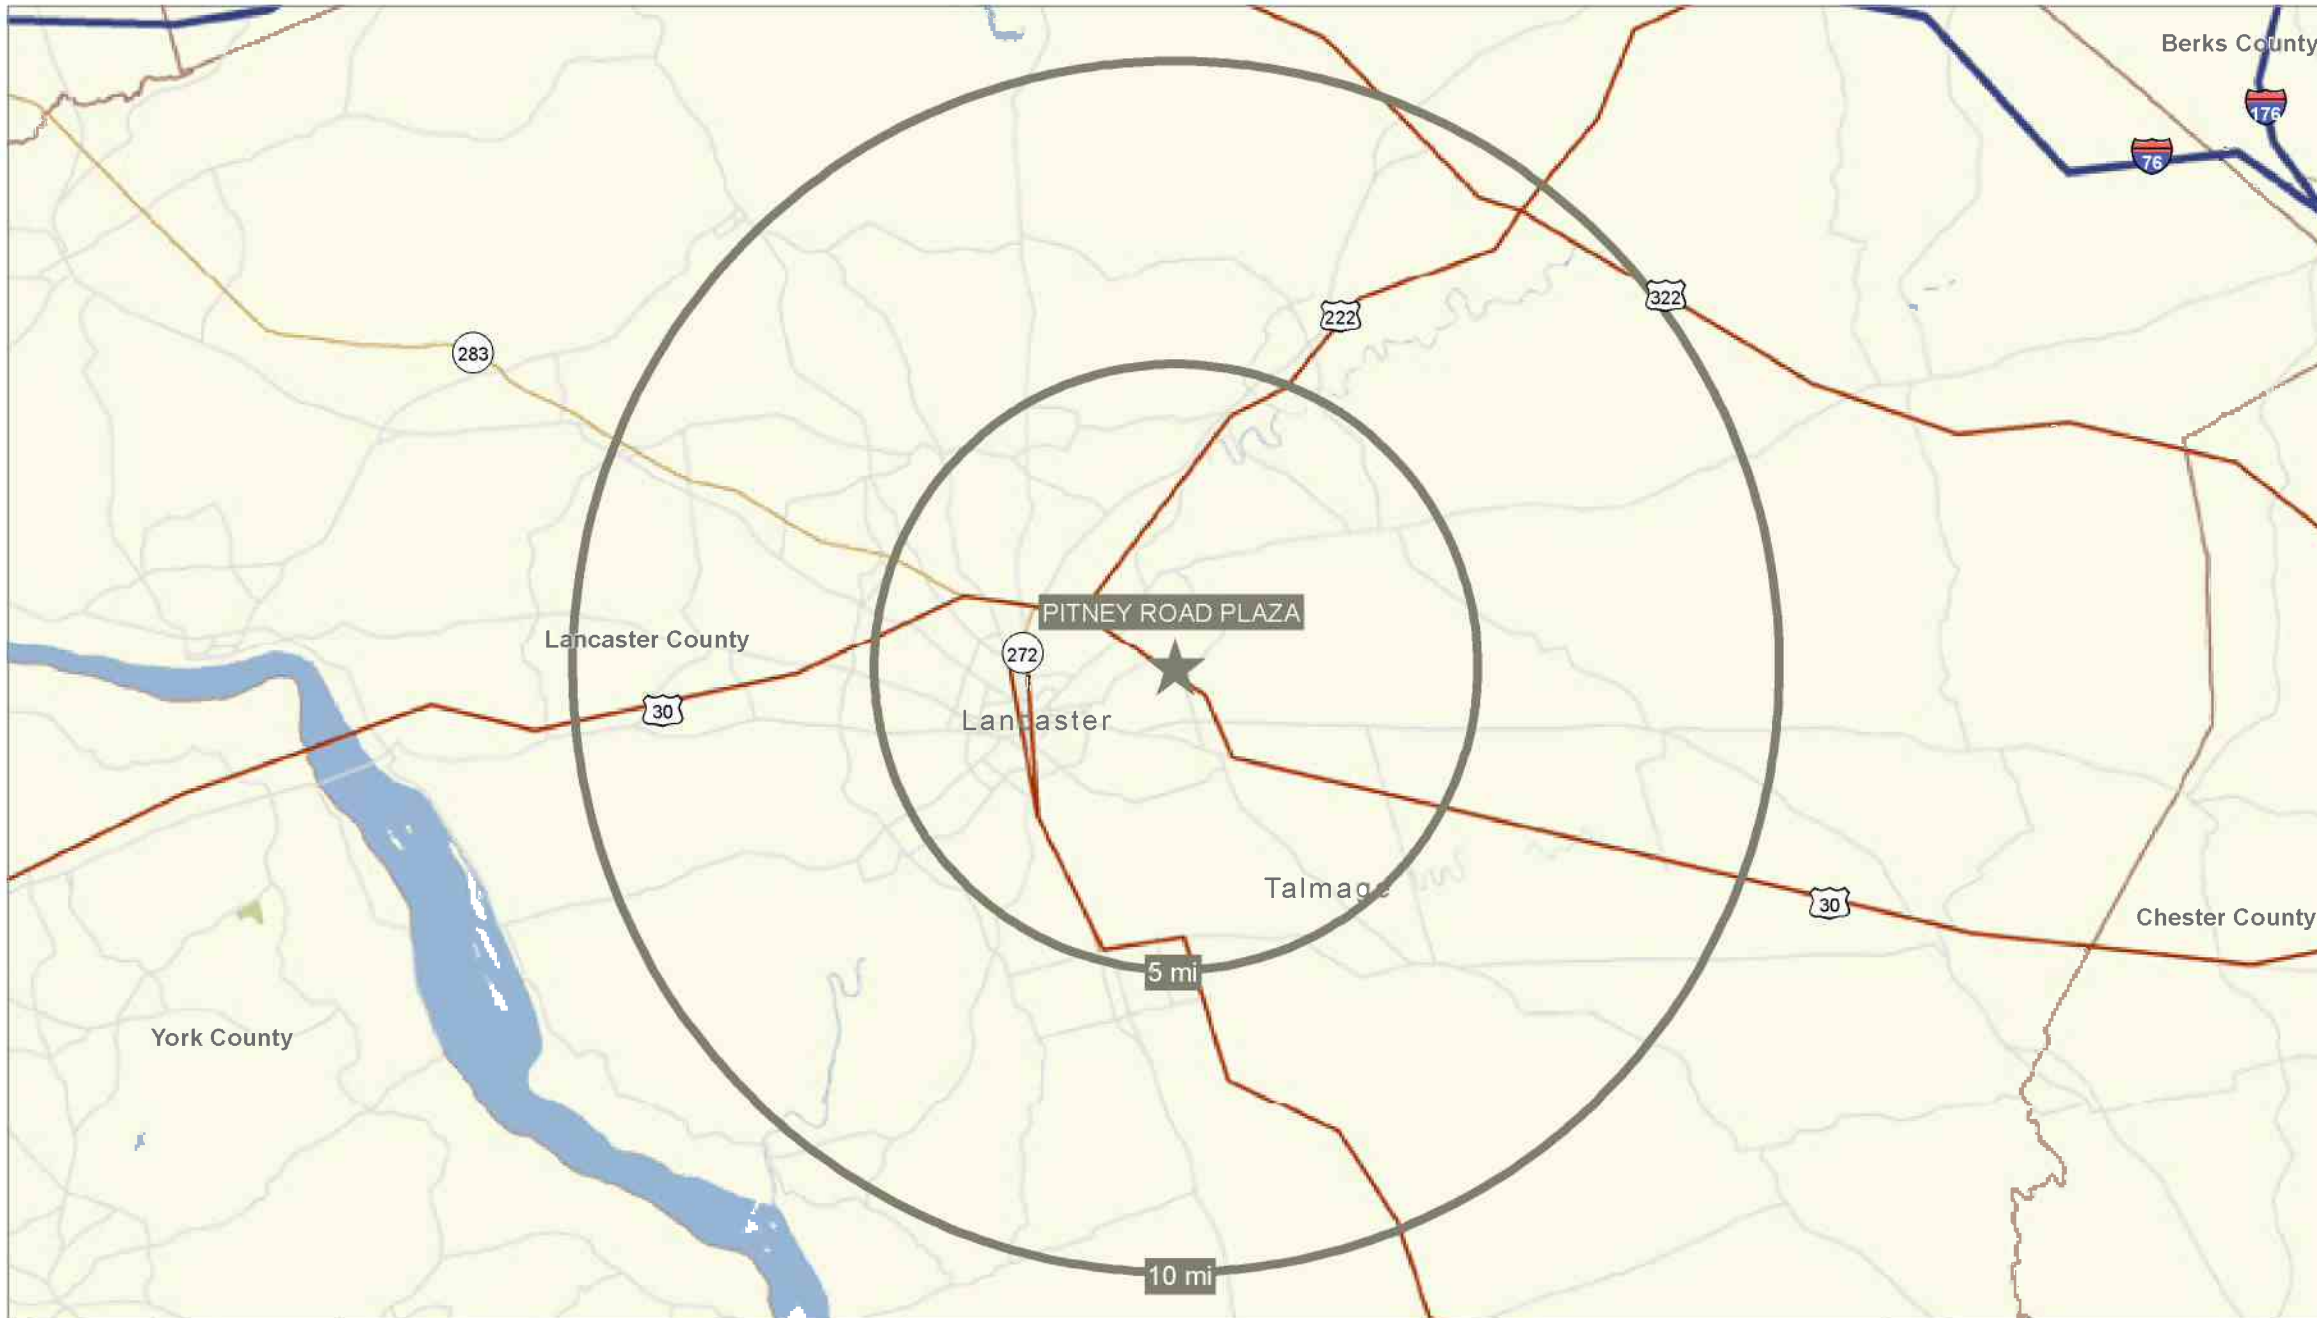 Berks County
176
76
322
222
283
PITNEY ROAD PLAZA
Lancaster County
272
30
Lancaster
Talmage
30
Chester County
5 mi
York County
10 mi